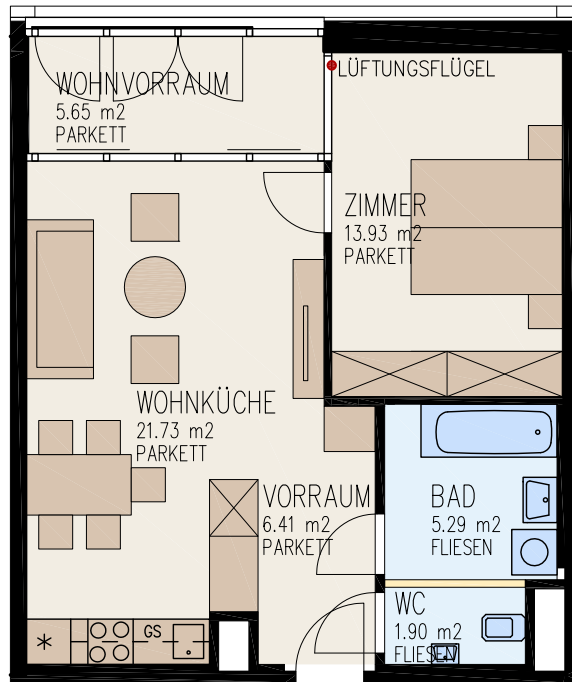 WOHNVORRAUM
5.65 m2
PARKETT
LÜFTUNGSFLÜGEL
ZIMMER
13.93 m2
PARKETT
WOHNKÜCHE
21.73 m2
PARKETT
VORRAUM
6.41 m2
PARKETT
BAD
5.29 m2
FLIESEN
WC
1.90 m2
FLIESEN
GS